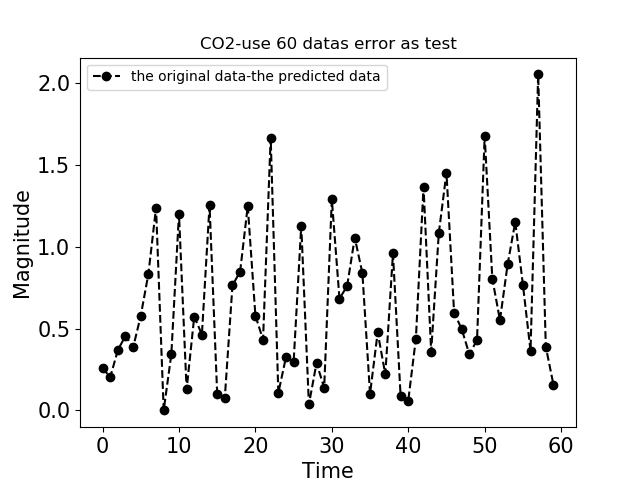 CO2-use 60 datas error as test
the original data-the predicted data
2.0
1.5
1.0
0.5
0.0
Magnitude
0 10 20 30 40 50 60
Time